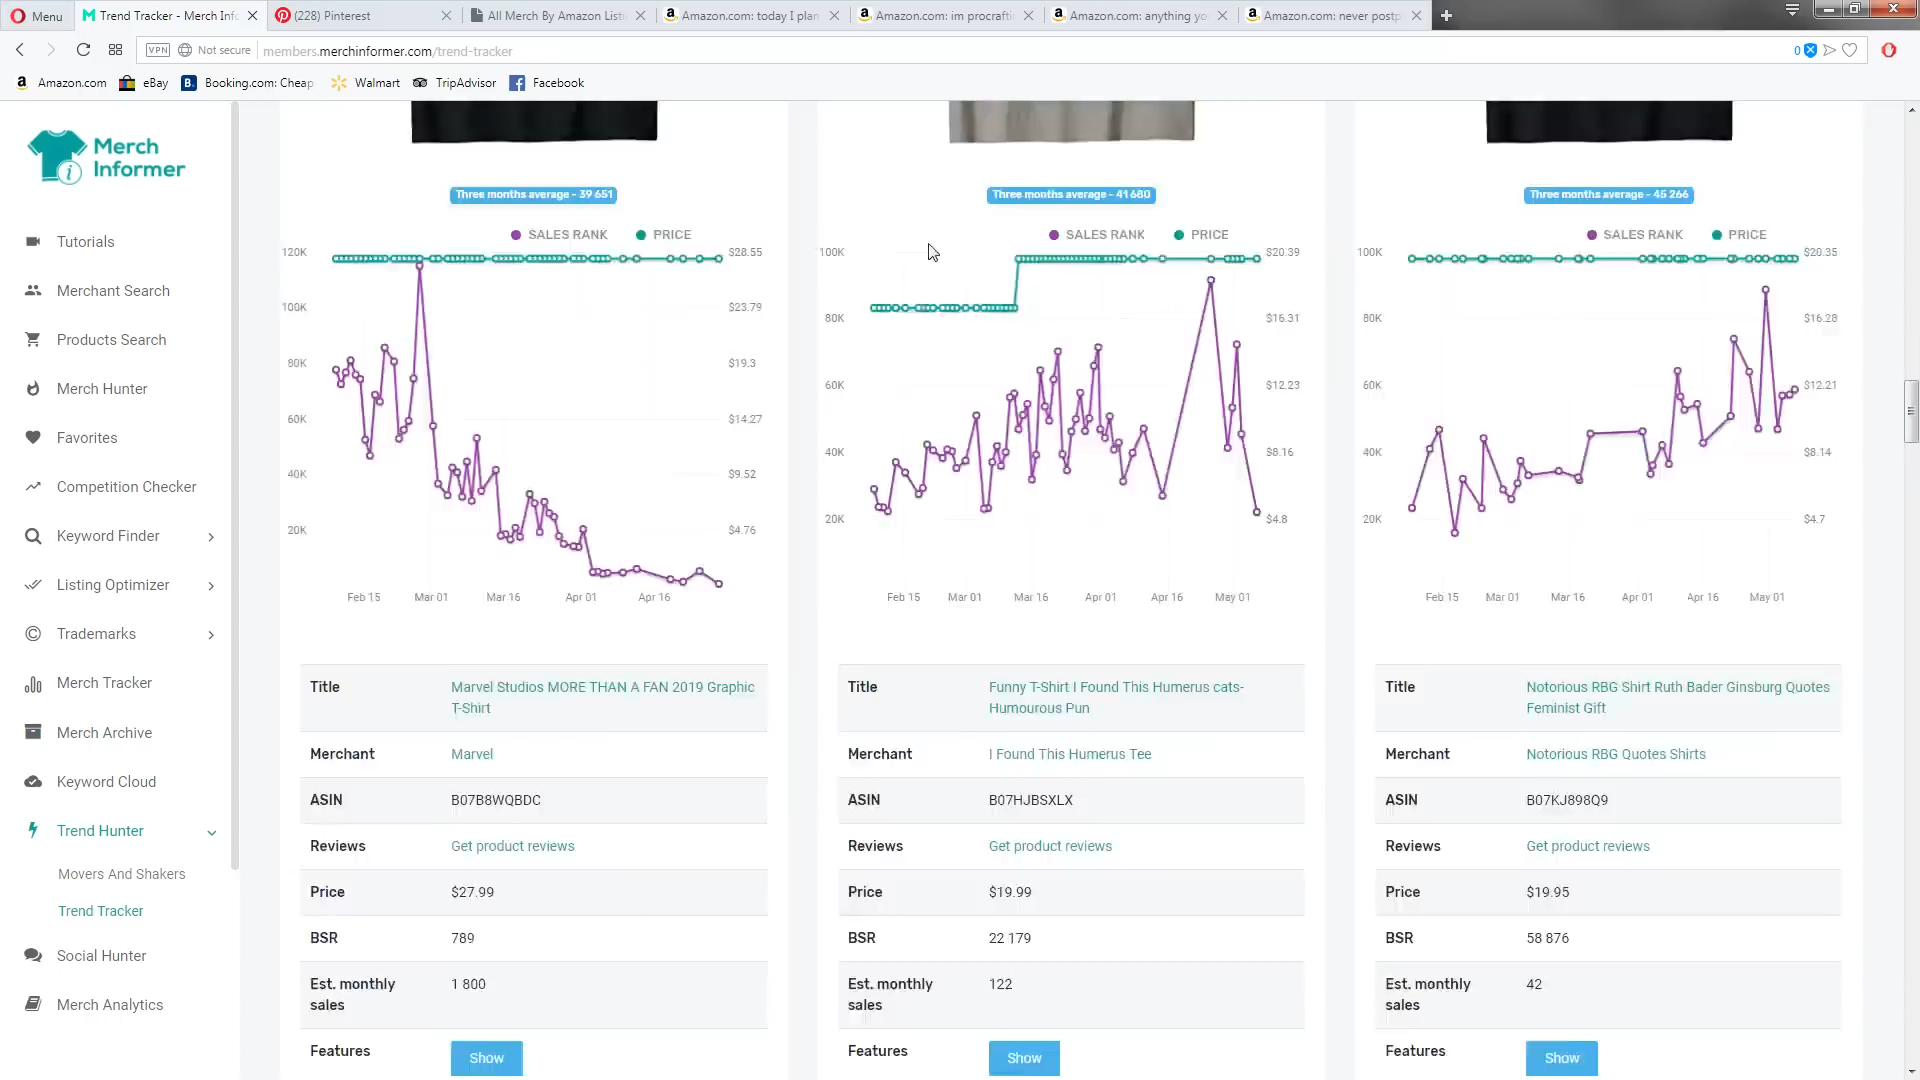 Menu
Trend Tracker - Merch Info
(228) Pinterest
All Merch By Amazon Listi
Amazon.com: today I plan
Amazon.com: im procrafti
Amazon.com: anything yo
Amazon.com: never postp
VPN
Not secure
members.merchinformer.com/trend-tracker
0
Amazon.com
eBay
Booking.com: Cheap
Walmart
TripAdvisor
Facebook
Merch
Informer
Tutorials
Merchant Search
Products Search
Merch Hunter
Favorites
Competition Checker
Keyword Finder
Listing Optimizer
Trademarks
Merch Tracker
Merch Archive
Keyword Cloud
Trend Hunter
Movers And Shakers
Trend Tracker
Social Hunter
Merch Analytics
Three months average - 39 651
SALES RANK
PRICE
120K
100K
80K
60K
40K
20K
$28.55
$23.79
$19.3
$14.27
$9.52
$4.76
Feb 15
Mar 01
Mar 16
Apr 01
Apr 16
Title
Marvel Studios MORE THAN A FAN 2019 Graphic
T-Shirt
Merchant
Marvel
ASIN
B07B8WQBDC
Reviews
Get product reviews
Price
$27.99
BSR
789
Est. monthly
sales
1 800
Features
Show
Three months average - 41 680
SALES RANK
PRICE
100K
80K
60K
40K
20K
$20.39
$16.31
$12.23
$8.16
$4.8
Feb 15
Mar 01
Mar 16
Apr 01
Apr 16
May 01
Title
Funny T-Shirt I Found This Humerus cats-
Humourous Pun
Merchant
I Found This Humerus Tee
ASIN
B07HJBSXLX
Reviews
Get product reviews
Price
$19.99
BSR
22 179
Est. monthly
sales
122
Features
Show
Three months average - 45 266
SALES RANK
PRICE
100K
80K
60K
40K
20K
$20.35
$16.28
$12.21
$8.14
$4.7
Feb 15
Mar 01
Mar 16
Apr 01
Apr 16
May 01
Title
Notorious RBG Shirt Ruth Bader Ginsburg Quotes
Feminist Gift
Merchant
Notorious RBG Quotes Shirts
ASIN
B07KJ898Q9
Reviews
Get product reviews
Price
$19.95
BSR
58 876
Est. monthly
sales
42
Features
Show